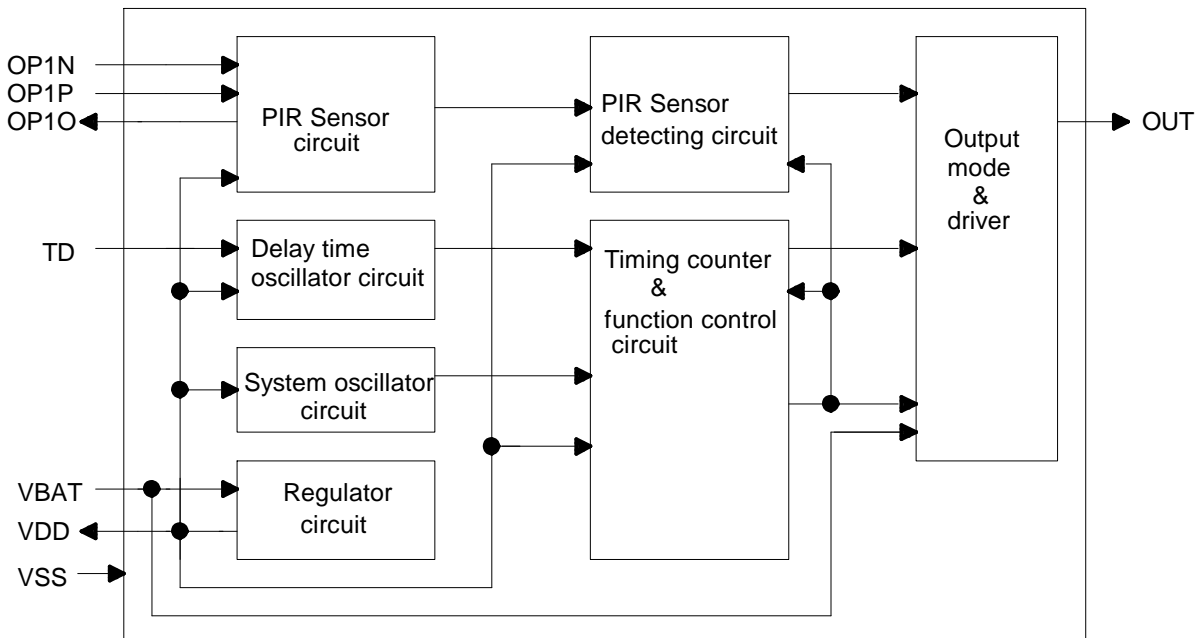 OP1N
OP1P
OP1O
PIR Sensor
circuit
PIR Sensor
detecting circuit
Output
mode
&
driver
OUT
TD
Delay time
oscillator circuit
Timing counter
&
function control
circuit
System oscillator
circuit
VBAT
VDD
VSS
Regulator
circuit